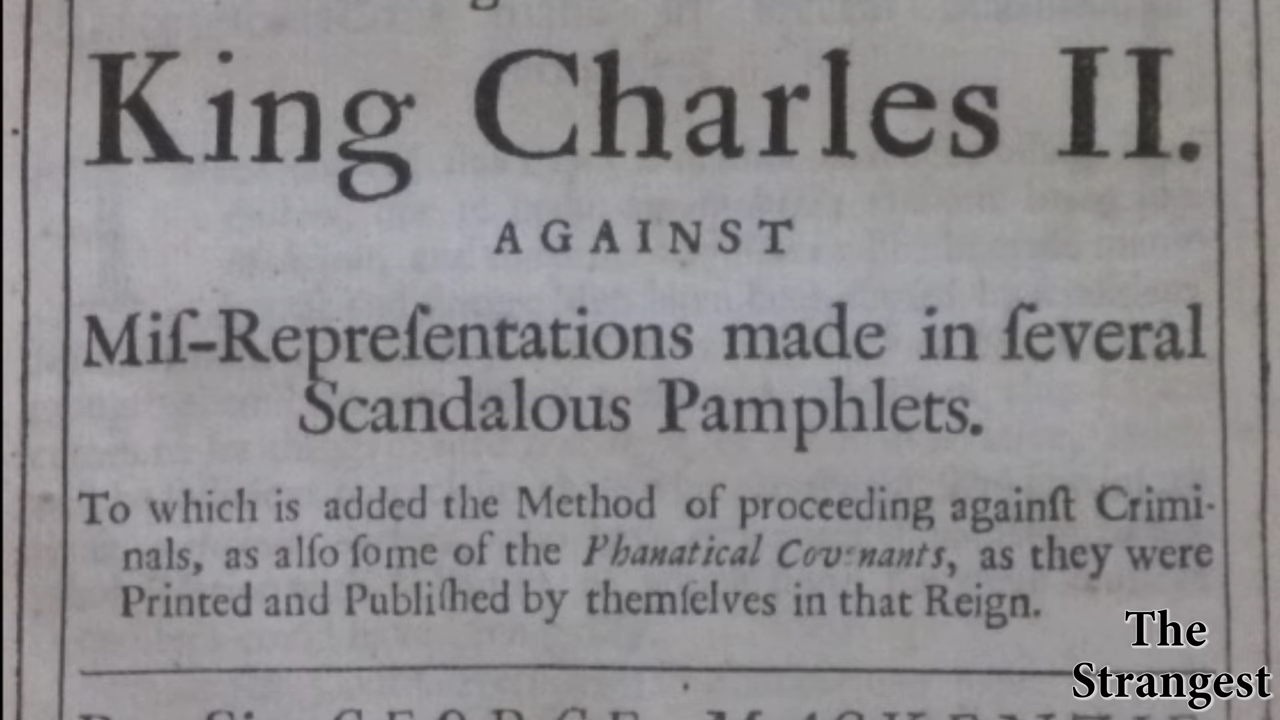 King Charles II.
AGAINST
Miſ-Repreſentations made in ſeveral
Scandalous Pamphlets.
To which is added the Method of proceeding againſt Crimi-
nals, as alſo ſome of the Phanatical Covenants, as they were
Printed and Publiſhed by themſelves in that Reign.
The
Strangest